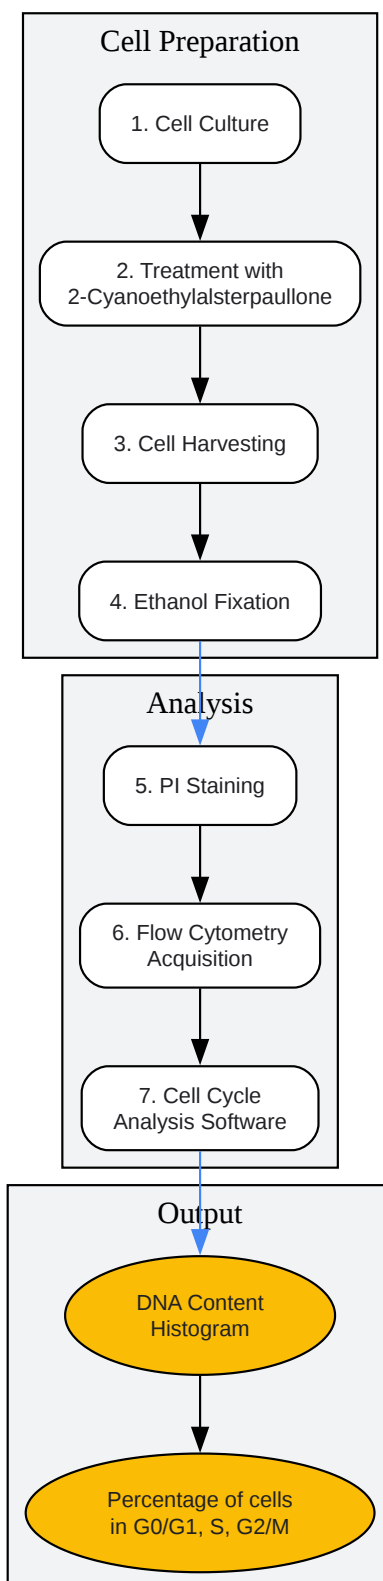 Cell Preparation
1. Cell Culture
2. Treatment with
2-Cyanoethylalsterpaullone
3. Cell Harvesting
4. Ethanol Fixation
Analysis
5. PI Staining
6. Flow Cytometry
Acquisition
7. Cell Cycle
Analysis Software
Output
DNA Content
Histogram
Percentage of cells
in G0/G1, S, G2/M